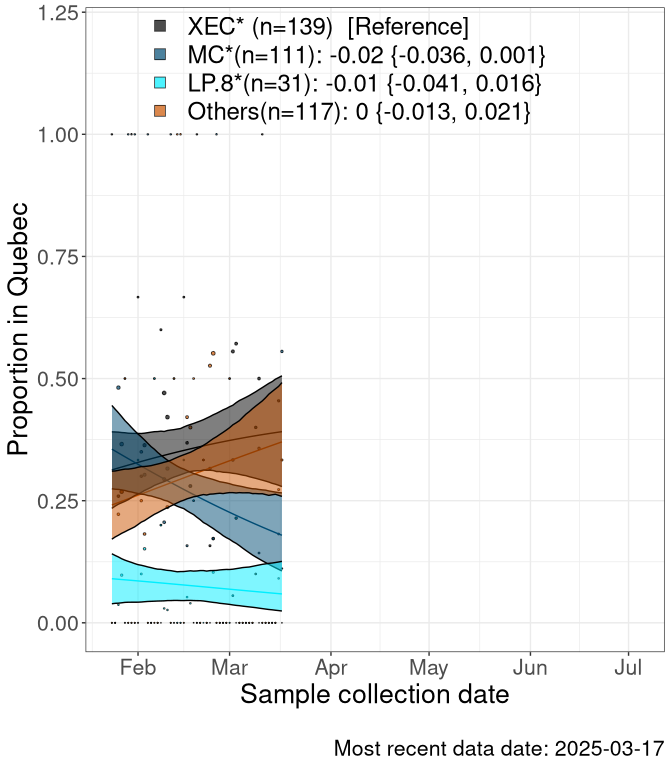 XEC* (n=139)  [Reference]
MC*(n=111): -0.02 {-0.036, 0.001}
LP.8*(n=31): -0.01 {-0.041, 0.016}
Others(n=117): 0 {-0.013, 0.021}
1.25
1.00
0.75
0.50
0.25
0.00
Proportion in Quebec
Feb Mar Apr May Jun Jul
Sample collection date
Most recent data date: 2025-03-17